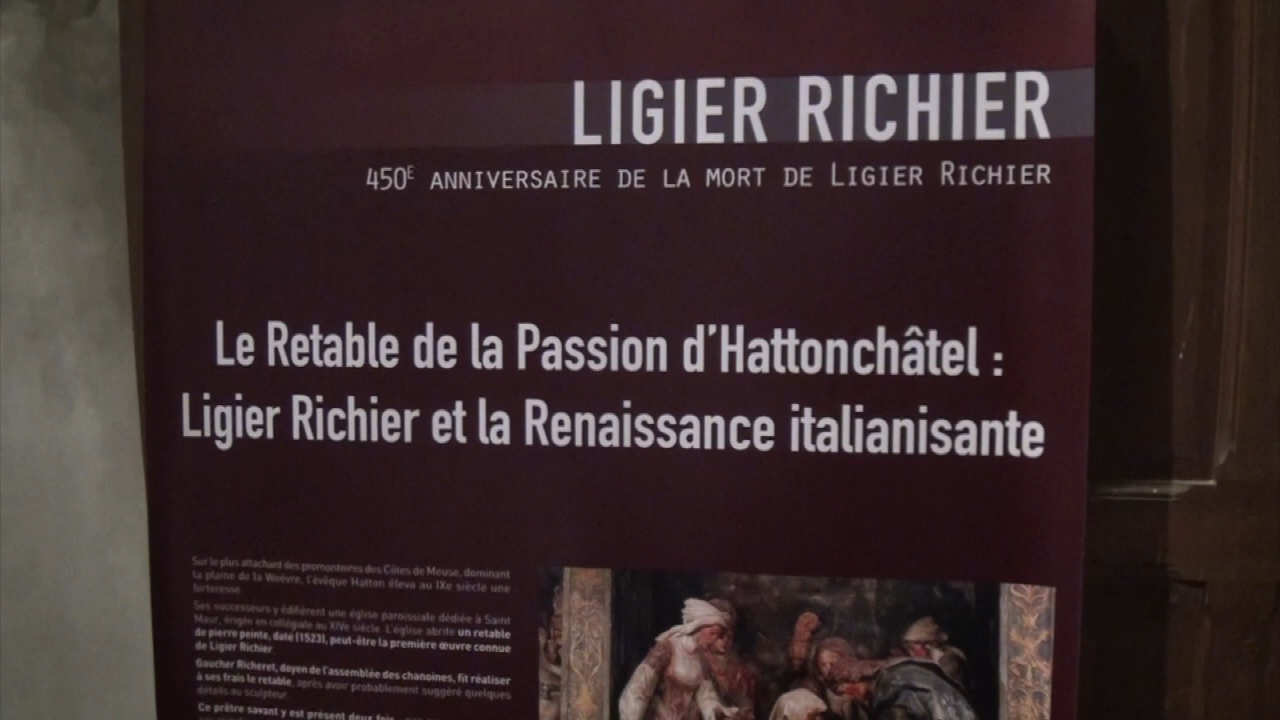 LIGIER RICHIER
450E ANNIVERSAIRE DE LA MORT DE LIGIER RICHIER
Le Retable de la Passion d'Hattonchâtel :
Ligier Richier et la Renaissance italianisante
Sur le plus attachant des promontoires des Côtes de Meuse, dominant
la plaine de la Woëvre, l'évêque Hatton éleva au IXe siècle une
forteresse.
Ses successeurs y édifièrent une église paroissiale dédiée à Saint
Maur, érigée en collégiale au XIVe siècle. L'église abrite un retable
de pierre peinte, daté (1523), peut-être la première œuvre connue
de Ligier Richier
Gaucher Richeret, doyen de l'assemblée des chanoines, fit réaliser
à ses frais le retable, après avoir probablement suggéré quelques
détails au sculpteur.
Ce prêtre savant y est présent deux fois